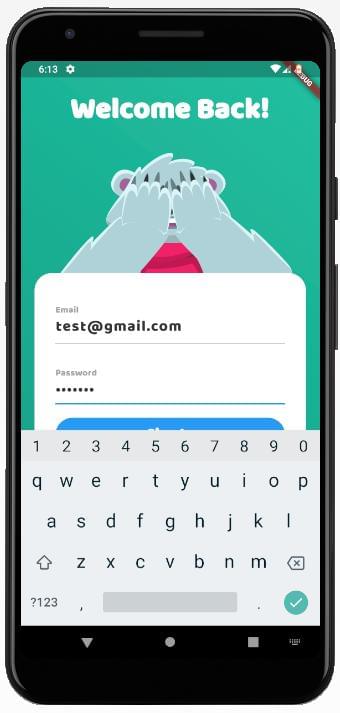 6:13
DEBUG
Welcome Back!
Email
test@gmail.com
Password
•••••••
1 2 3 4 5 6 7 8 9 0
q w e r t y u i o p
a s d f g h j k l
z x c v b n m
?123 , .